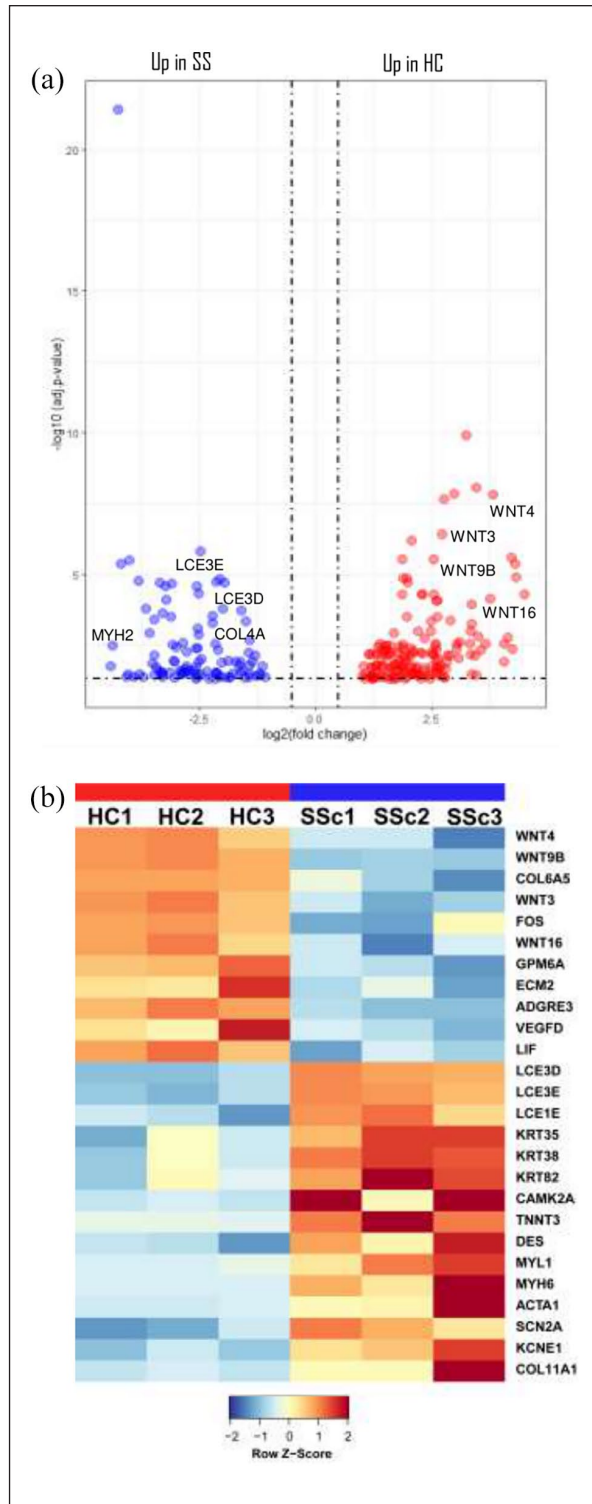 (a)
Up in SS
Up in HC
-log10 (adj.p-value)
20
15
10
5
WNT4
WNT3
LCE3E
WNT9B
LCE3D
WNT16
MYH2
COL4A
-2.5
0.0
2.5
log2(fold change)
(b)
HC1 HC2 HC3 SSc1 SSc2 SSc3
WNT4
WNT9B
COL6A5
WNT3
FOS
WNT16
GPM6A
ECM2
ADGRE3
VEGFD
LIF
LCE3D
LCE3E
LCE1E
KRT35
KRT38
KRT82
CAMK2A
TNNT3
DES
MYL1
MYH6
ACTA1
SCN2A
KCNE1
COL11A1
-2 -1 0 1 2
Row Z-Score